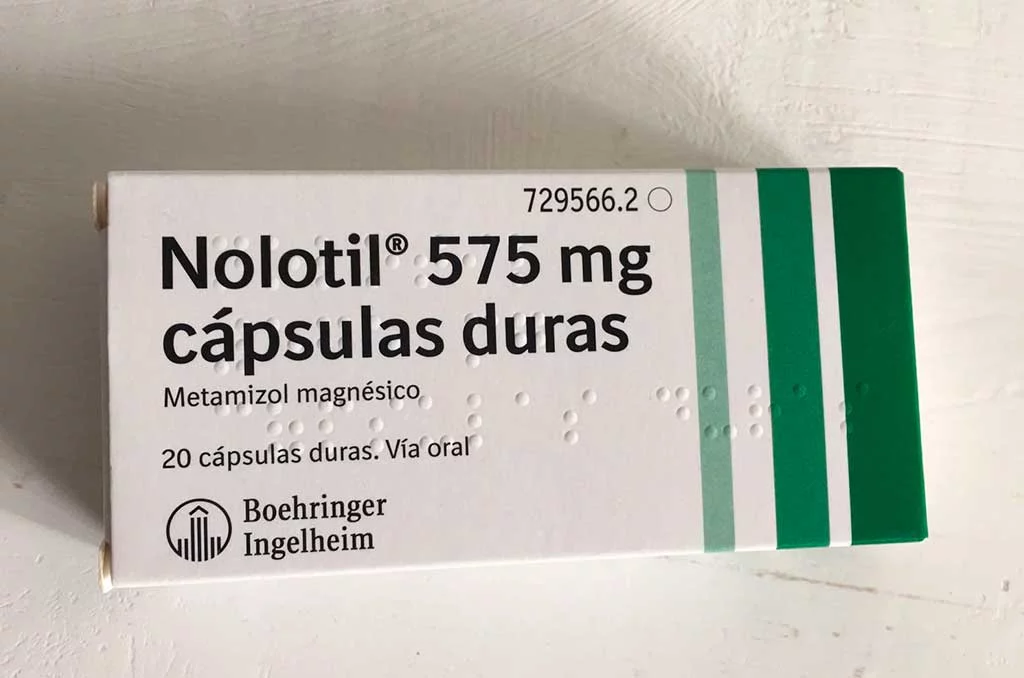 729566.2
Nolotil® 575 mg
cápsulas duras
Metamizol magnésico
20 cápsulas duras. Vía oral
Boehringer
Ingelheim